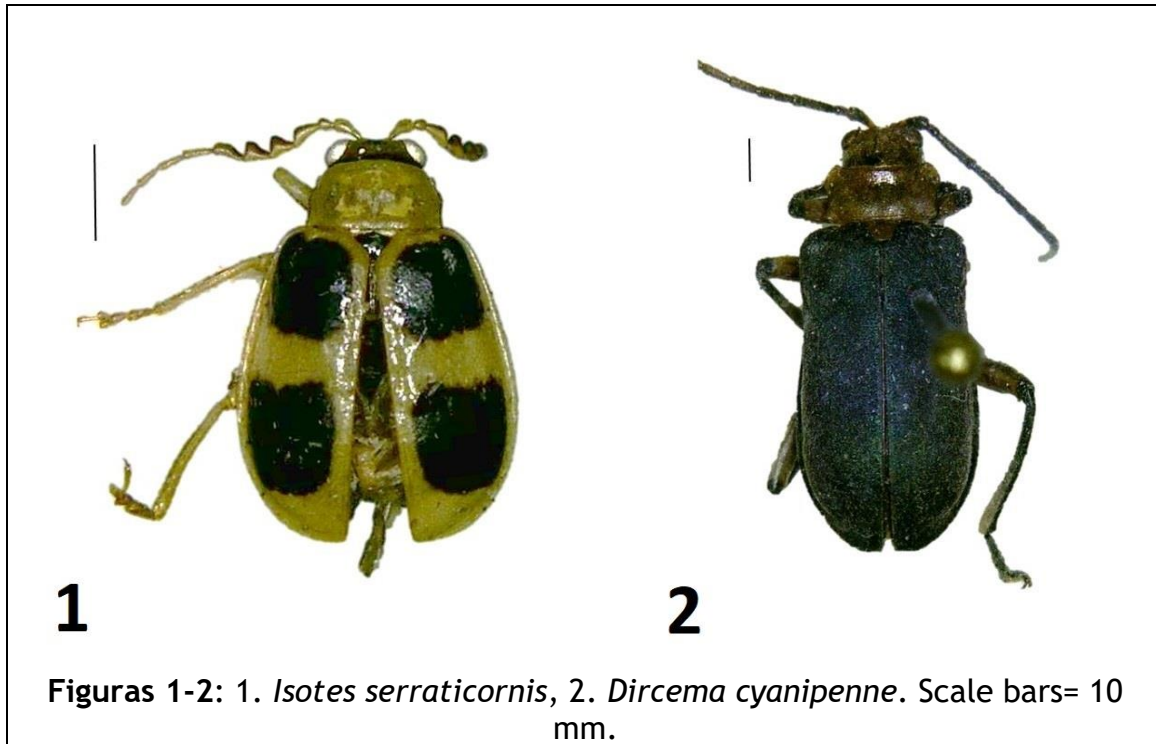 1
2
Figuras 1-2: 1. Isotes serraticornis, 2. Dircema cyanipenne. Scale bars= 10
mm.